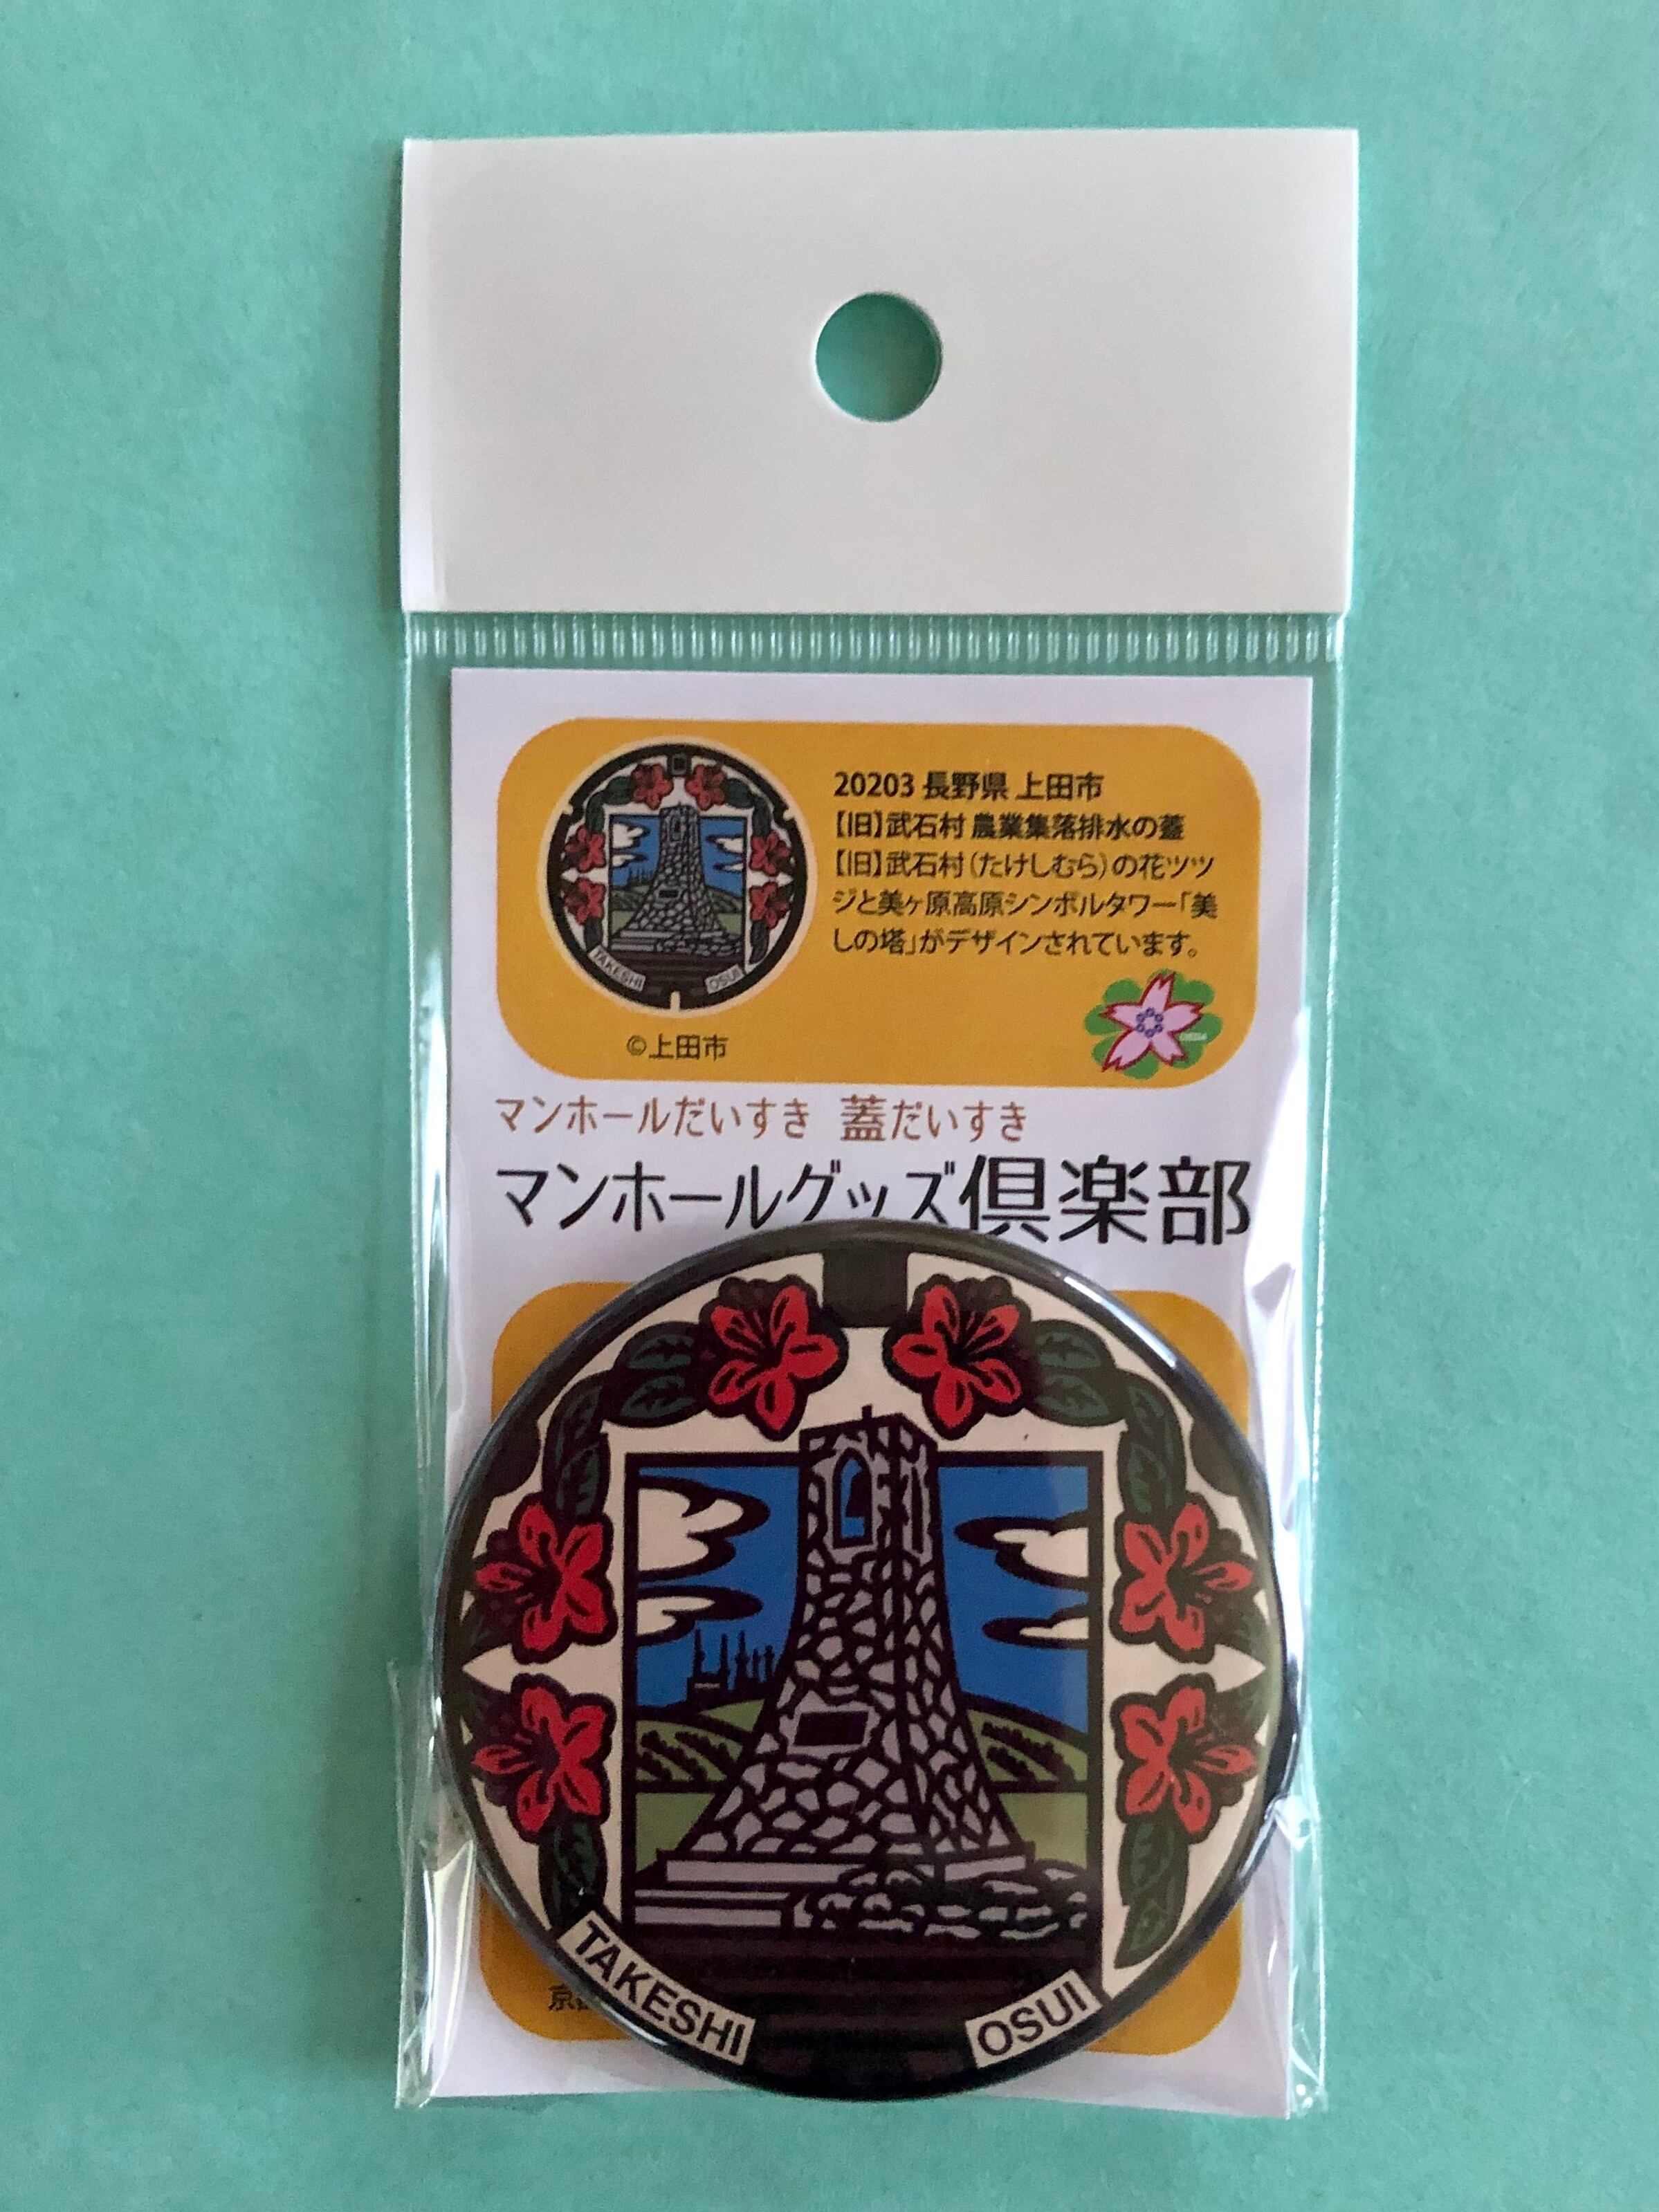 20203 長野県 上田市
【旧】武石村 農業集落排水の蓋
【旧】武石村(たけしむら)の花ツツ
ジと美ヶ原高原シンボルタワー「美
しの塔」がデザインされています。
TAKESHI OSUI
©上田市
マンホールだいすき 蓋だいすき
マンホールグッズ倶楽部
TAKESHI OSUI
京